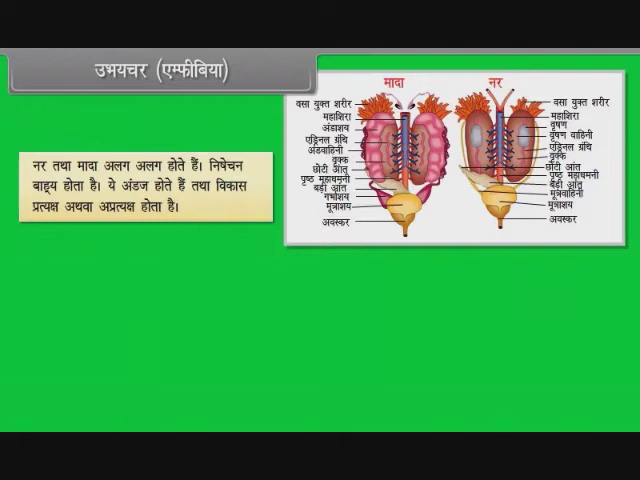 उभयचर (एम्फीबिया)
नर तथा मादा अलग अलग होते हैं। निषेचन
बाह्य होता है। ये अंडज होते हैं तथा विकास
प्रत्यक्ष अथवा अप्रत्यक्ष होता है।
मादा
वसा युक्त शरीर
महाशिरा
अंडाशय
एड्रिनल ग्रंथि
अंडवाहिनी
वृक्क
छोटी आंत
पृष्ठ महाधमनी
बड़ी आंत
गर्भाशय
मूत्राशय
अवस्कर
नर
वसा युक्त शरीर
महाशिरा
वृषण
वृषण वाहिनी
एड्रिनल ग्रंथि
वृक्क
छोटी आंत
पृष्ठ महाधमनी
बड़ी आंत
मूत्रवाहिनी
मूत्राशय
अवस्कर